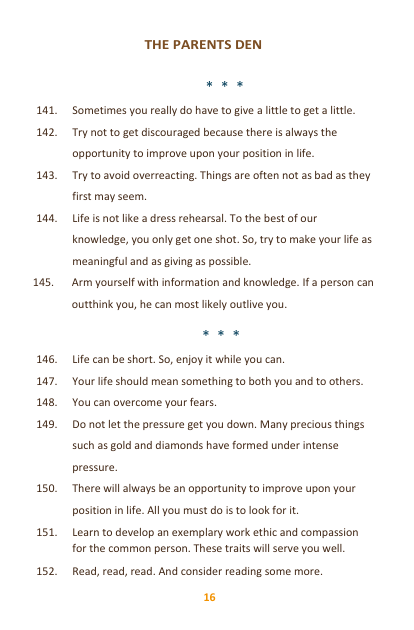 THE PARENTS DEN
* * *
141. Sometimes you really do have to give a little to get a little.
142. Try not to get discouraged because there is always the
opportunity to improve upon your position in life.
143. Try to avoid overreacting. Things are often not as bad as they
first may seem.
144. Life is not like a dress rehearsal. To the best of our
knowledge, you only get one shot. So, try to make your life as
meaningful and as giving as possible.
145. Arm yourself with information and knowledge. If a person can
outthink you, he can most likely outlive you.
* * *
146. Life can be short. So, enjoy it while you can.
147. Your life should mean something to both you and to others.
148. You can overcome your fears.
149. Do not let the pressure get you down. Many precious things
such as gold and diamonds have formed under intense
pressure.
150. There will always be an opportunity to improve upon your
position in life. All you must do is to look for it.
151. Learn to develop an exemplary work ethic and compassion
for the common person. These traits will serve you well.
152. Read, read, read. And consider reading some more.
16